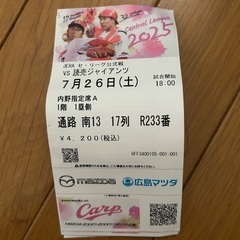 Central League
2025
JERA セ・リーグ公式戦
VS 読売ジャイアンツ
試合開始
7月26日(土) 18:00
内野指定席A
1階 1塁側
通路 南13 17列 R233番
¥4,200(税込)
mazda 広島マツダ
Carp